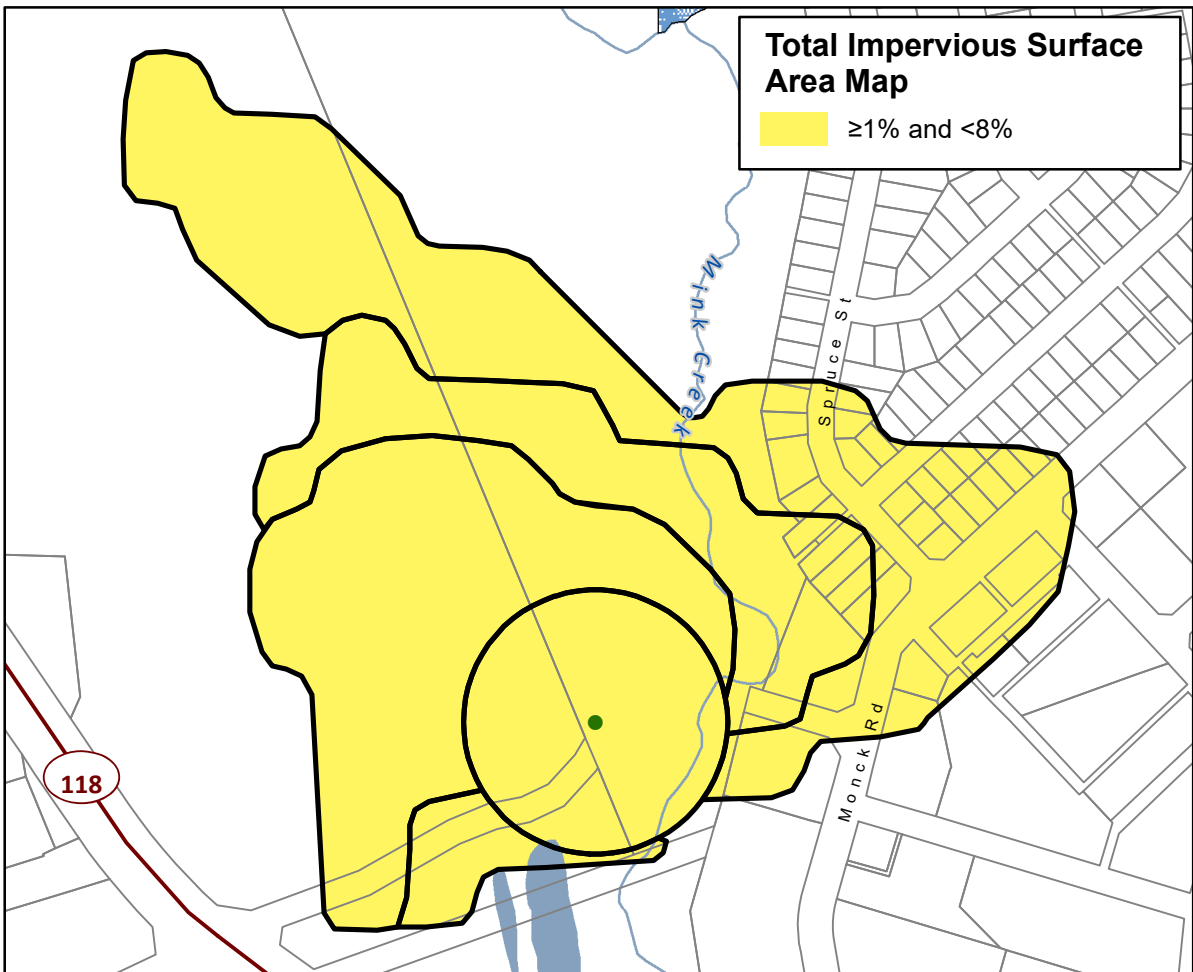 Total Impervious Surface
Area Map
≥1% and <8%
Mink Creek
Spruce St
Monck Rd
118